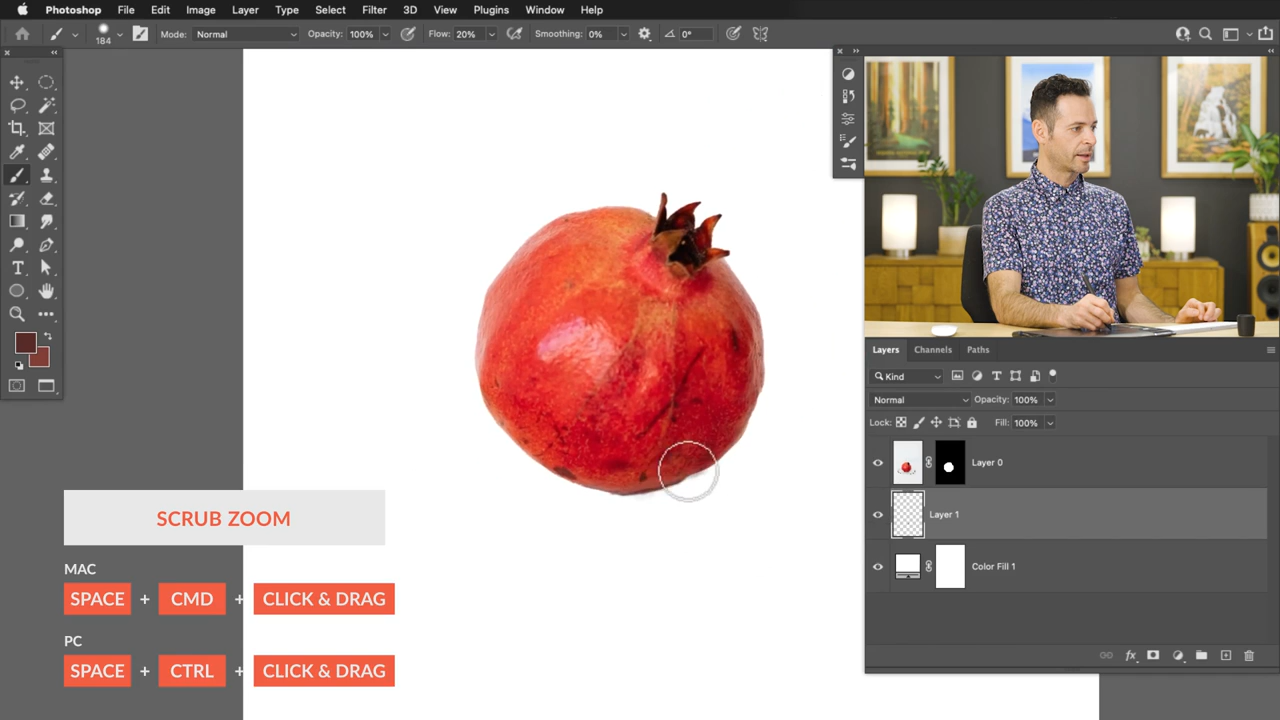 Photoshop File Edit Image Layer Type Select Filter 3D View Plugins Window Help
184 Mode: Normal Opacity: 100% Flow: 20% Smoothing: 0% 0°
Layers Channels Paths
Kind
Normal Opacity: 100%
Lock: Fill: 100%
Layer 0
Layer 1
Color Fill 1
fx
SCRUB ZOOM
MAC
SPACE + CMD + CLICK & DRAG
PC
SPACE + CTRL + CLICK & DRAG